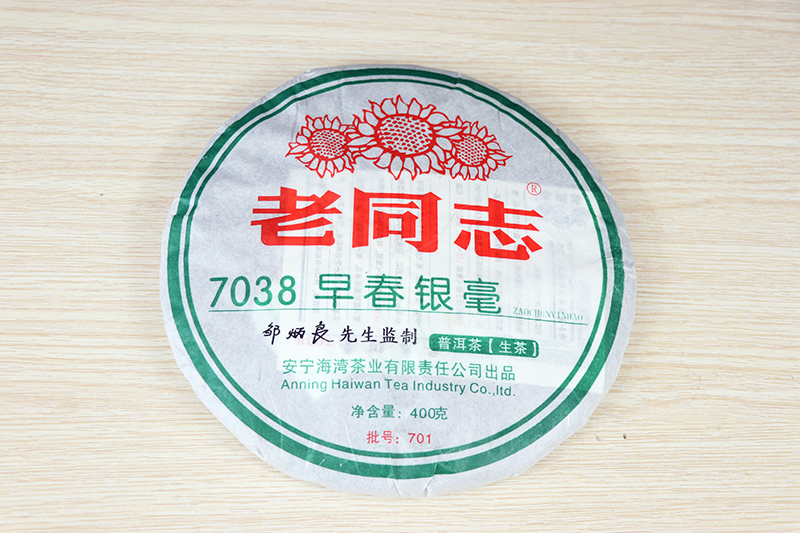 老同志®
7038 早春银毫 ZAOCHUNYINHAO
邹炳良先生监制 普洱茶【生茶】
安宁海湾茶业有限责任公司出品
Anning Haiwan Tea Industry Co.,ltd.
净含量：400克
批号：701